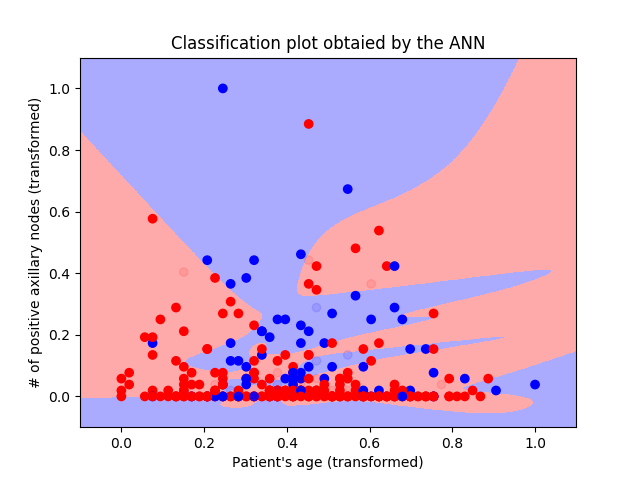 Classification plot obtaied by the ANN
# of positive axillary nodes (transformed)
1.0
0.8
0.6
0.4
0.2
0.0
0.0 0.2 0.4 0.6 0.8 1.0
Patient's age (transformed)